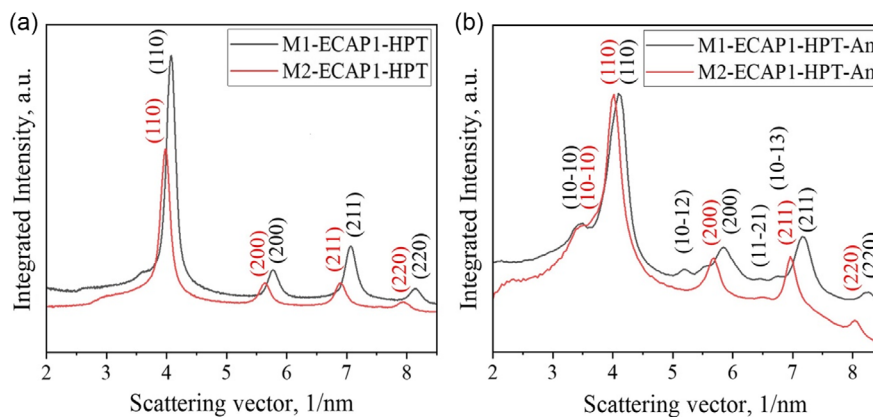 (a)
M1-ECAP1-HPT
M2-ECAP1-HPT
(110)
(110)
(200)
(200)
(211)
(211)
(220)
(220)
Integrated Intensity, a.u.
2 3 4 5 6 7 8
Scattering vector, 1/nm
(b)
M1-ECAP1-HPT-An
M2-ECAP1-HPT-An
(10-10)
(10-10)
(110)
(110)
(10-12)
(200)
(200)
(11-21)
(10-13)
(211)
(211)
(220)
(220)
Integrated Intensity, a.u.
2 3 4 5 6 7 8
Scattering vector, 1/nm